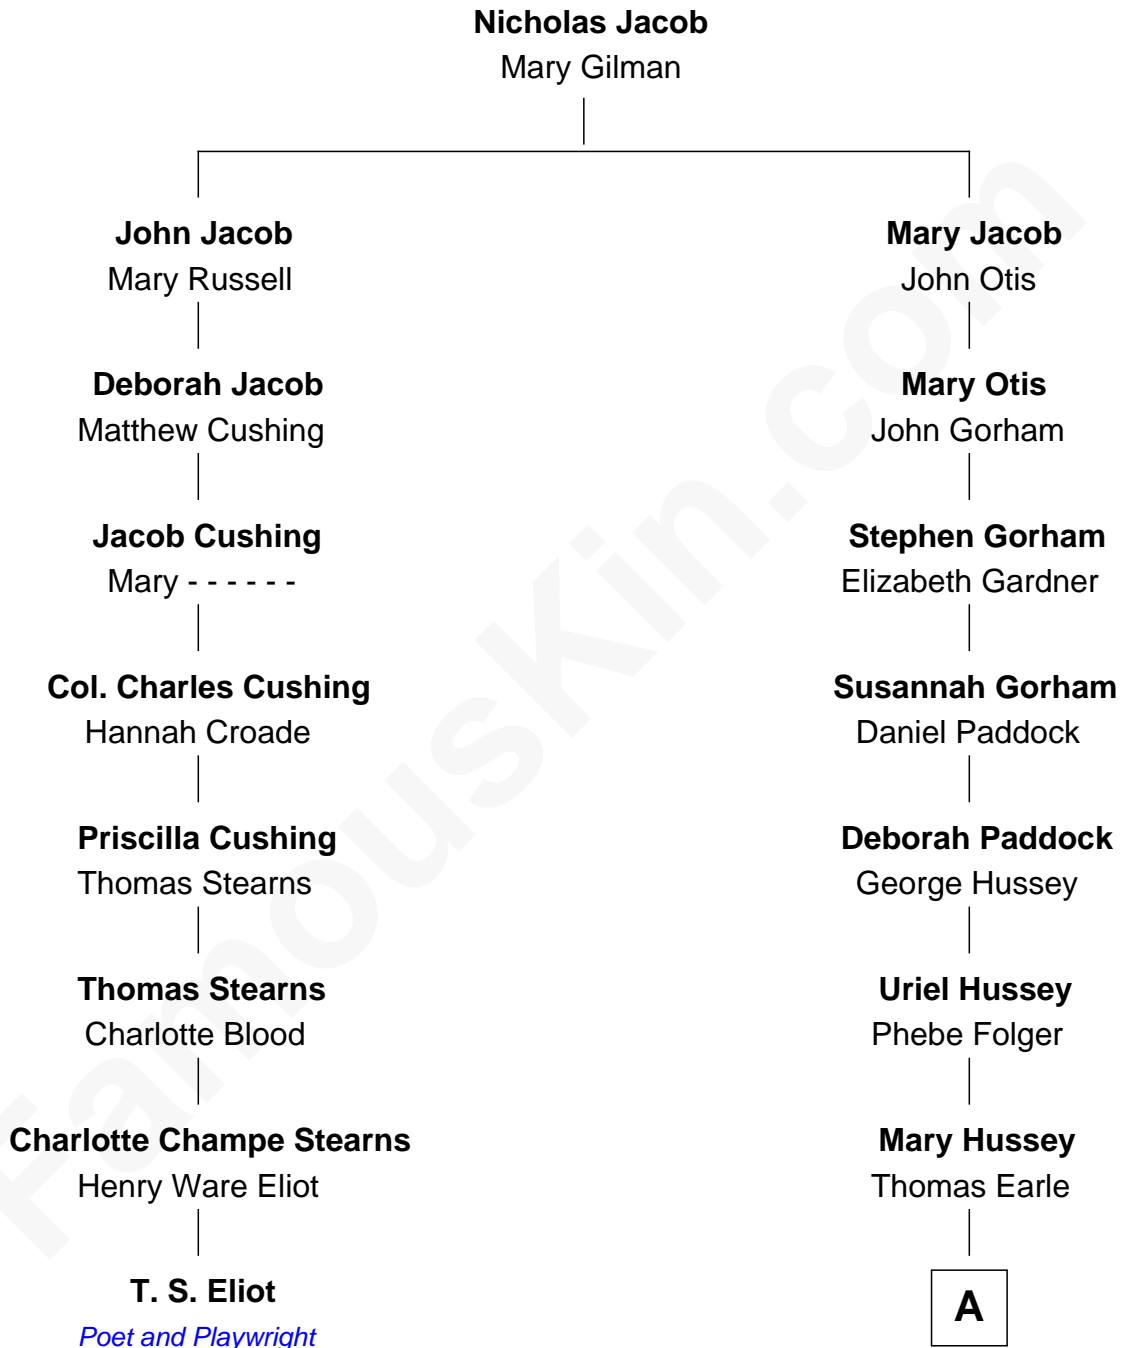 Nicholas Jacob
Mary Gilman
John Jacob
Mary Russell
Mary Jacob
John Otis
Deborah Jacob
Matthew Cushing
Mary Otis
John Gorham
Jacob Cushing
Mary - - - - - -
Stephen Gorham
Elizabeth Gardner
Col. Charles Cushing
Hannah Croade
Susannah Gorham
Daniel Paddock
Priscilla Cushing
Thomas Stearns
Deborah Paddock
George Hussey
Thomas Stearns
Charlotte Blood
Uriel Hussey
Phebe Folger
Charlotte Champe Stearns
Henry Ware Eliot
Mary Hussey
Thomas Earle
T. S. Eliot
Poet and Playwright
A
FamousKin.com